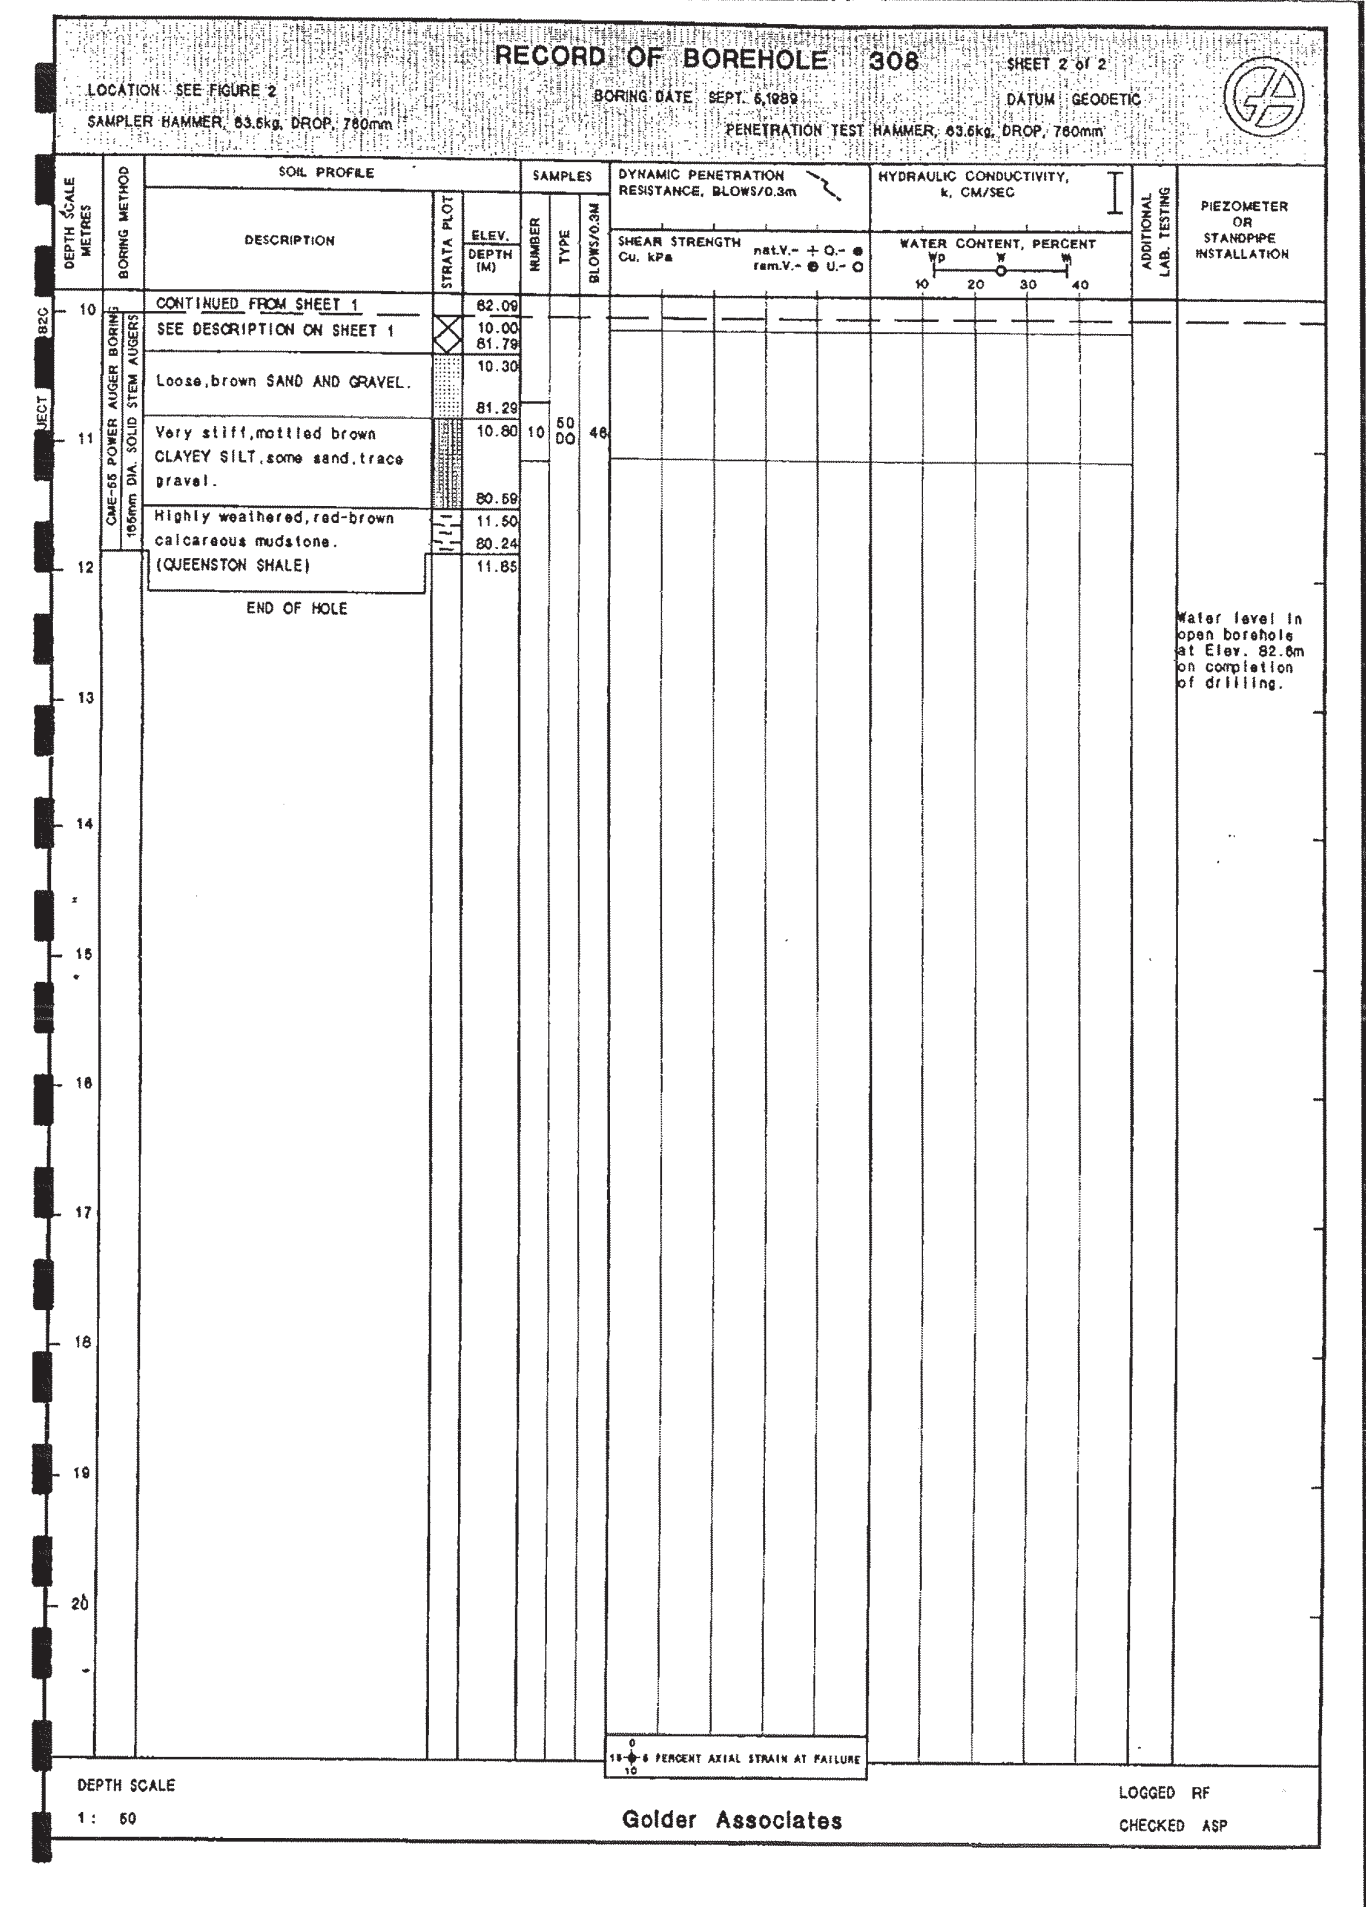 RECORD OF BOREHOLE 308
SHEET 2 of 2
LOCATION SEE FIGURE 2
BORING DATE SEPT. 5,1989
DATUM GEODETIC
SAMPLER HAMMER, 63.5kg, DROP, 760mm
PENETRATION TEST HAMMER, 63.5kg, DROP, 760mm
DEPTH SCALE
METRES
BORING METHOD
SOIL PROFILE
DESCRIPTION
STRATA PLOT
ELEV.
DEPTH
(M)
SAMPLES
NUMBER
TYPE
BLOWS/0.3M
DYNAMIC PENETRATION
RESISTANCE, BLOWS/0.3m
SHEAR STRENGTH
Cu, kPa
nat.V.- + Q.- ●
rem.V.- ⊕ U.- O
HYDRAULIC CONDUCTIVITY,
k, CM/SEC
WATER CONTENT, PERCENT
Wp W Wl
10 20 30 40
ADDITIONAL
LAB. TESTING
PIEZOMETER
OR
STANDPIPE
INSTALLATION
JECT
82C
CME-55 POWER AUGER BORING
165mm DIA. SOLID STEM AUGERS
10
CONTINUED FROM SHEET 1
82.09
SEE DESCRIPTION ON SHEET 1
10.00
81.79
10.30
Loose,brown SAND AND GRAVEL.
81.29
11
Very stiff,mottled brown
CLAYEY SILT,some sand,trace
gravel.
10.80
10
50
DO
46
80.59
Highly weathered,red-brown
calcareous mudstone.
(QUEENSTON SHALE)
11.50
80.24
11.85
12
END OF HOLE
Water level in
open borehole
at Elev. 82.6m
on completion
of drilling.
13
14
15
16
17
18
19
20
0
15 5 PERCENT AXIAL STRAIN AT FAILURE
10
DEPTH SCALE
1 : 50
Golder Associates
LOGGED RF
CHECKED ASP